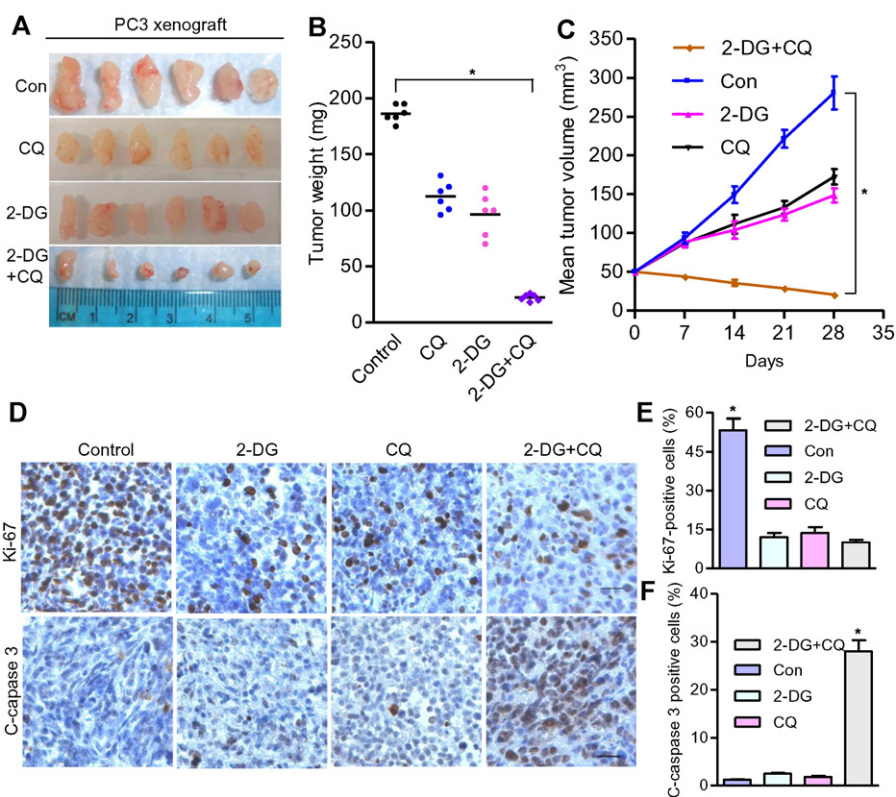 A
PC3 xenograft
Con
CQ
2-DG
2-DG
+CQ
CM 1 2 3 4 5
B
250
200
150
100
50
0
Tumor weight (mg)
*
Control
CQ
2-DG
2-DG+CQ
C
350
300
250
200
150
100
50
0
Mean tumor volume (mm³)
2-DG+CQ
Con
2-DG
CQ
*
0 7 14 21 28 35
Days
D
Control 2-DG CQ 2-DG+CQ
Ki-67
C-capase 3
E
60
45
30
15
0
Ki-67-positive cells (%)
*
2-DG+CQ
Con
2-DG
CQ
F
40
30
20
10
0
C-caspase 3 positive cells (%)
*
2-DG+CQ
Con
2-DG
CQ